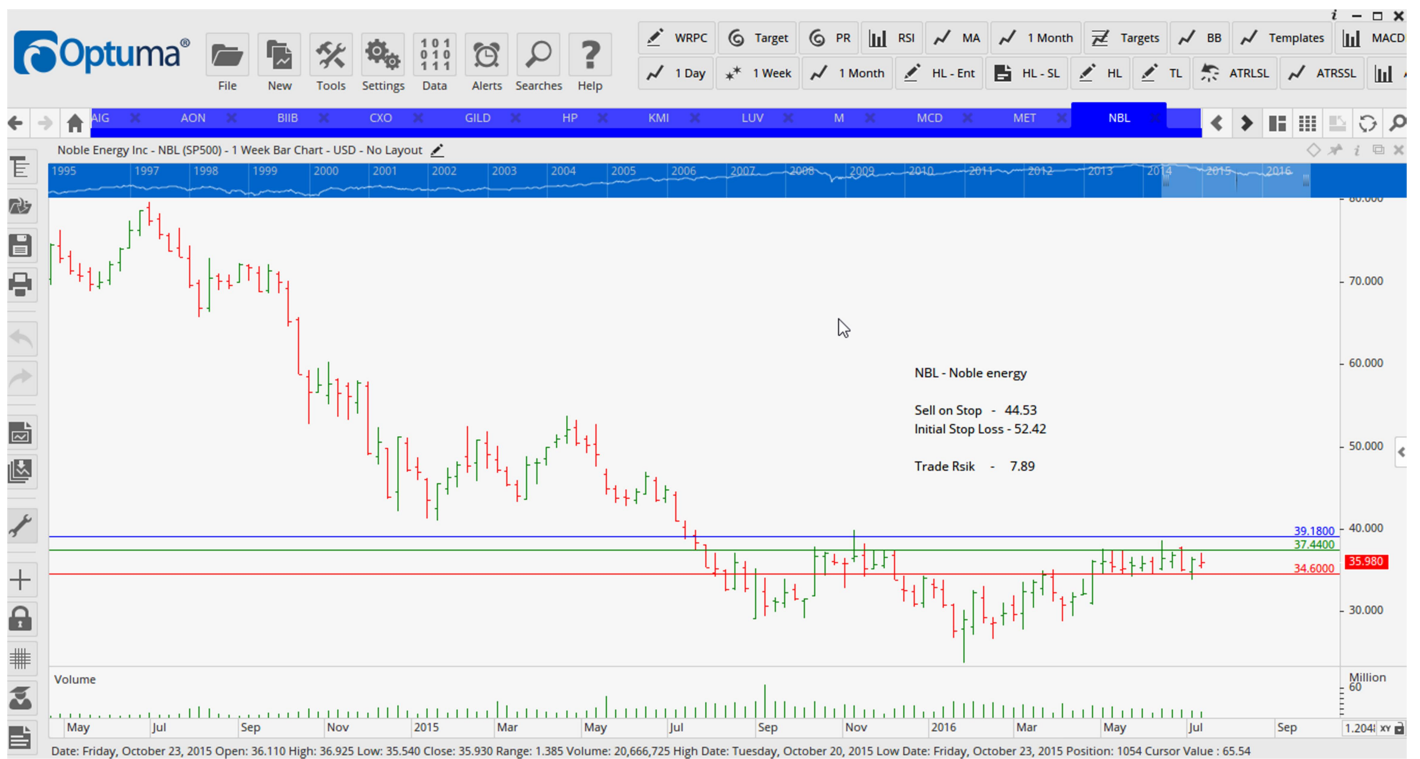 i
Optuma®
File New Tools Settings Data Alerts Searches Help
101
010
111
WRPC Target PR RSI MA 1 Month Targets BB Templates MACD
1 Day 1 Week 1 Month HL - Ent HL - SL HL TL ATRLSL ATRSSL
AIG AON BIIB CXO GILD HP KMI LUV M MCD MET NBL
Noble Energy Inc - NBL (SP500) - 1 Week Bar Chart - USD - No Layout
1995 1997 1998 1999 2000 2001 2002 2003 2004 2005 2006 2007 2008 2009 2010 2011 2012 2013 2014 2015 2016
80.000
70.000
60.000
NBL - Noble energy
Sell on Stop - 44.53
Initial Stop Loss - 52.42
50.000
Trade Rsik - 7.89
40.000
39.1800
37.4400
35.980
34.6000
30.000
Volume
Million
60
May Jul Sep Nov 2015 Mar May Jul Sep Nov 2016 Mar May Jul Sep
XY
Date: Friday, October 23, 2015 Open: 36.110 High: 36.925 Low: 35.540 Close: 35.930 Range: 1.385 Volume: 20,666,725 High Date: Tuesday, October 20, 2015 Low Date: Friday, October 23, 2015 Position: 1054 Cursor Value : 65.54